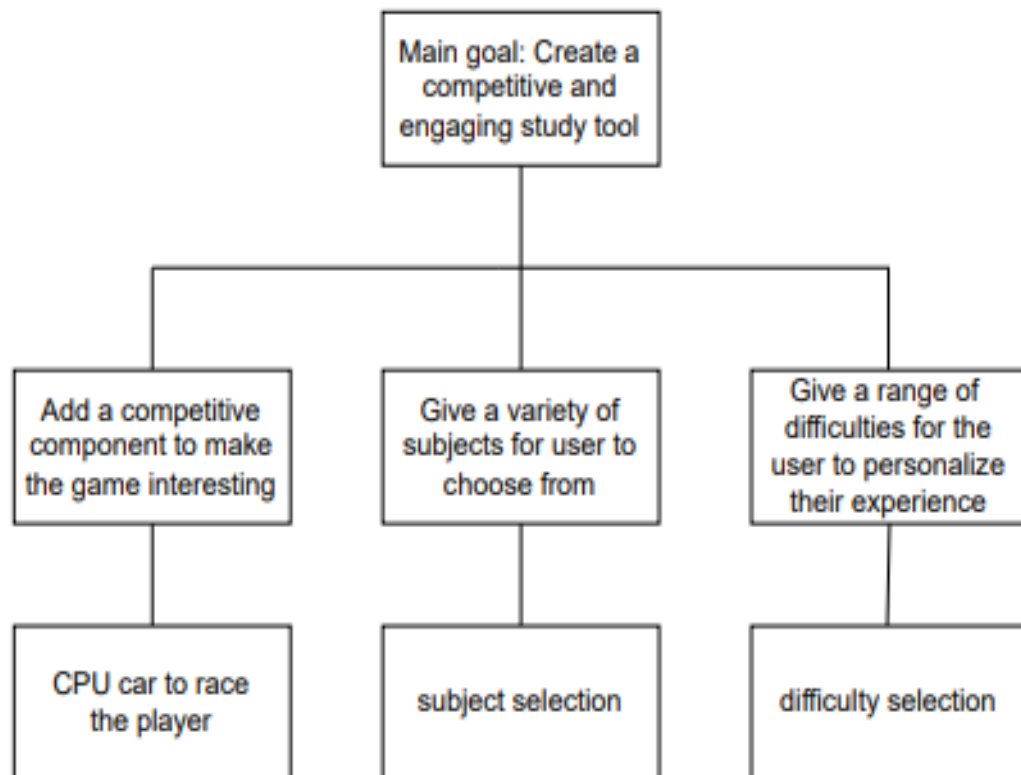 Main goal: Create a
competitive and
engaging study tool
Add a competitive
component to make
the game interesting
Give a variety of
subjects for user to
choose from
Give a range of
difficulties for the
user to personalize
their experience
CPU car to race
the player
subject selection
difficulty selection